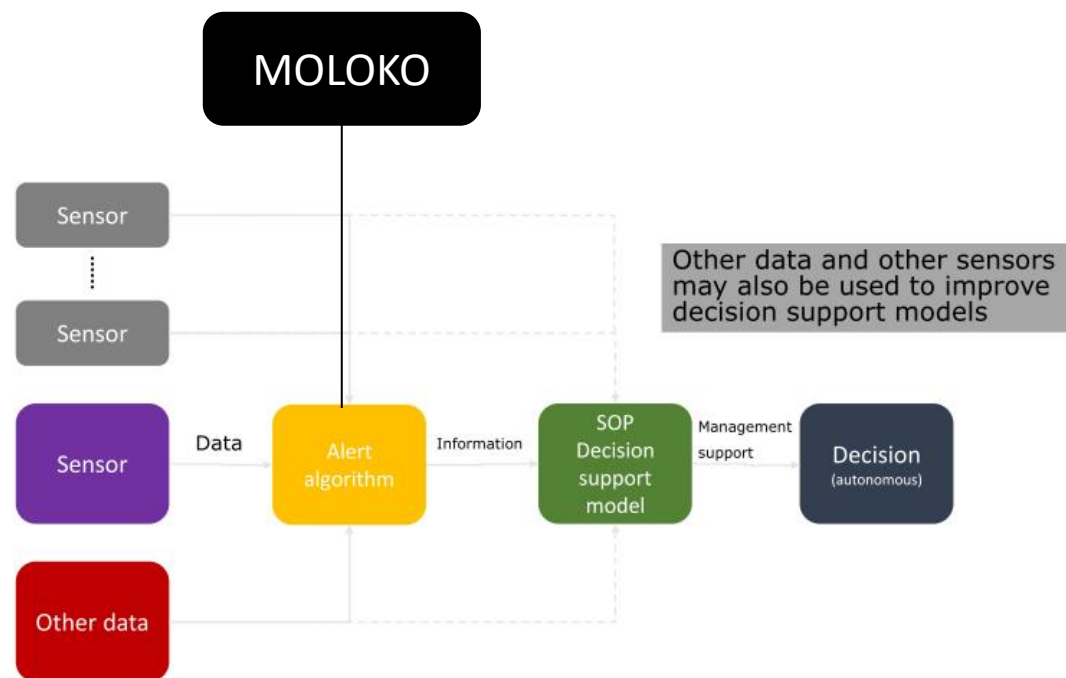 MOLOKO
Sensor
Sensor
Other data and other sensors
may also be used to improve
decision support models
Sensor
Data
Alert
algorithm
Information
SOP
Decision
support
model
Management
support
Decision
(autonomous)
Other data